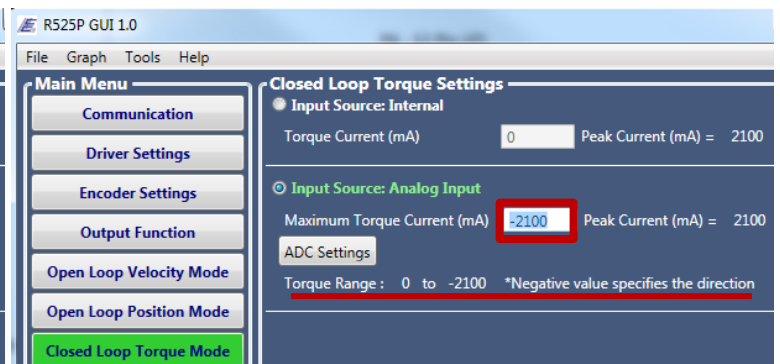 R525P GUI 1.0
File Graph Tools Help
Main Menu
Communication
Driver Settings
Encoder Settings
Output Function
Open Loop Velocity Mode
Open Loop Position Mode
Closed Loop Torque Mode
Closed Loop Torque Settings
Input Source: Internal
Torque Current (mA) 0 Peak Current (mA) = 2100
Input Source: Analog Input
Maximum Torque Current (mA) -2100 Peak Current (mA) = 2100
ADC Settings
Torque Range : 0 to -2100 *Negative value specifies the direction